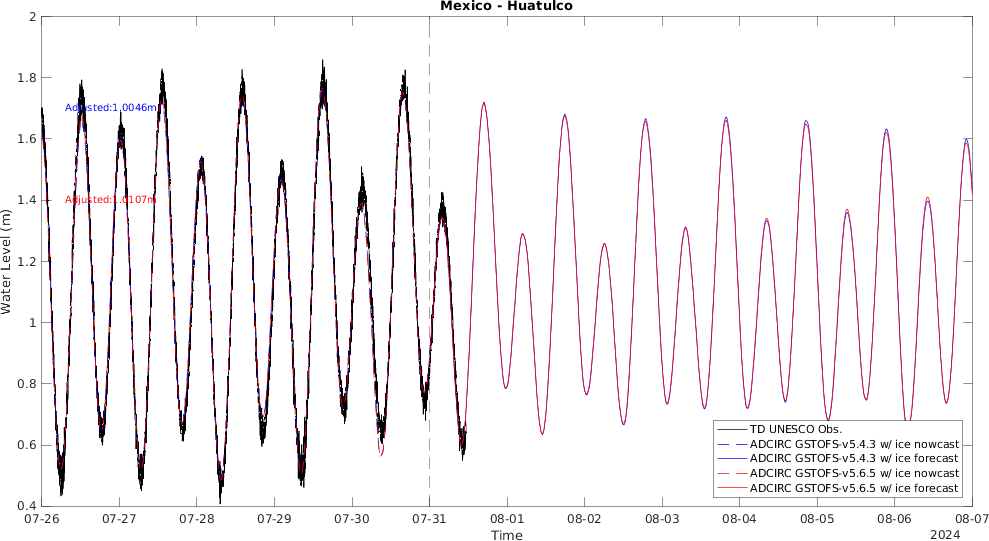 Mexico - Huatulco
Water Level (m)
2
1.8
1.6
1.4
1.2
1
0.8
0.6
0.4
Adjusted:1.0046m
Adjusted:1.0107m
TD UNESCO Obs.
ADCIRC GSTOFS-v5.4.3 w/ ice nowcast
ADCIRC GSTOFS-v5.4.3 w/ ice forecast
ADCIRC GSTOFS-v5.6.5 w/ ice nowcast
ADCIRC GSTOFS-v5.6.5 w/ ice forecast
07-26 07-27 07-28 07-29 07-30 07-31 08-01 08-02 08-03 08-04 08-05 08-06 08-07
Time
2024